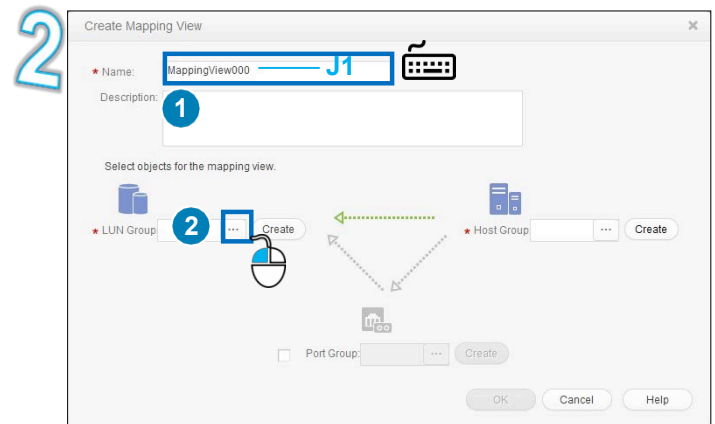 2
Create Mapping View
* Name: MappingView000 J1
Description:
1
Select objects for the mapping view.
* LUN Group 2 ... Create
* Host Group ... Create
Port Group: ... Create
OK Cancel Help